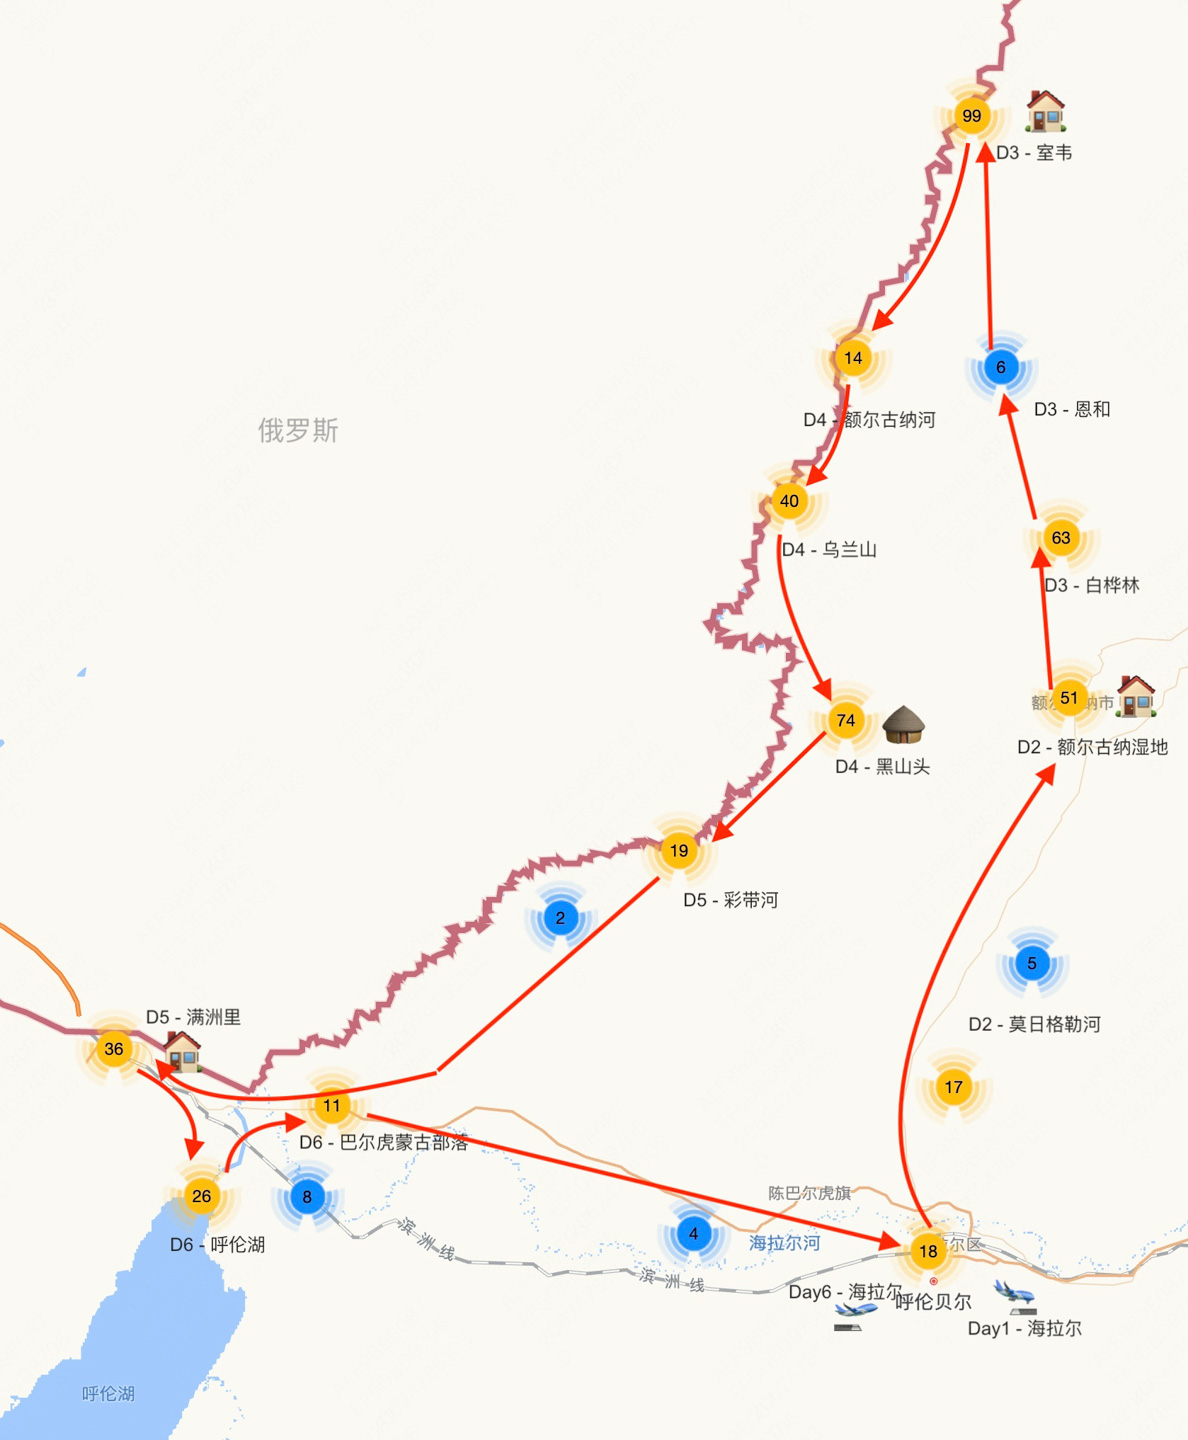 99
D3 - 室韦
14
6
D4 - 额尔古纳河
D3 - 恩和
俄罗斯
40
D4 - 乌兰山
63
D3 - 白桦林
51
D2 - 额尔古纳湿地
74
D4 - 黑山头
19
D5 - 彩带河
2
5
D2 - 莫日格勒河
D5 - 满洲里
36
17
11
D6 - 巴尔虎蒙古部落
26
8
D6 - 呼伦湖
陈巴尔虎旗
4
海拉尔河
滨洲线
滨洲线
18
尔区
Day6 - 海拉尔
呼伦贝尔
Day1 - 海拉尔
呼伦湖